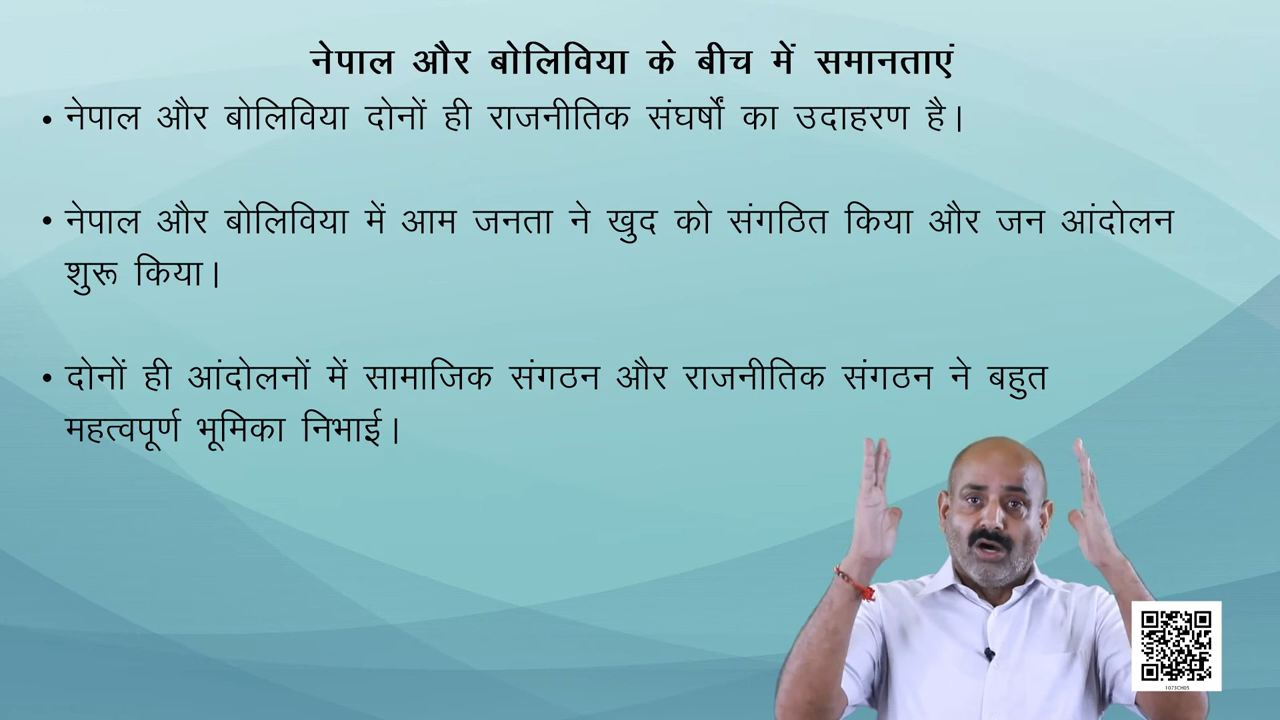 नेपाल और बोलिविया के बीच में समानताएं
• नेपाल और बोलिविया दोनों ही राजनीतिक संघर्षों का उदाहरण है।
• नेपाल और बोलिविया में आम जनता ने खुद को संगठित किया और जन आंदोलन
शुरू किया।
• दोनों ही आंदोलनों में सामाजिक संगठन और राजनीतिक संगठन ने बहुत
महत्वपूर्ण भूमिका निभाई।
1073CH05